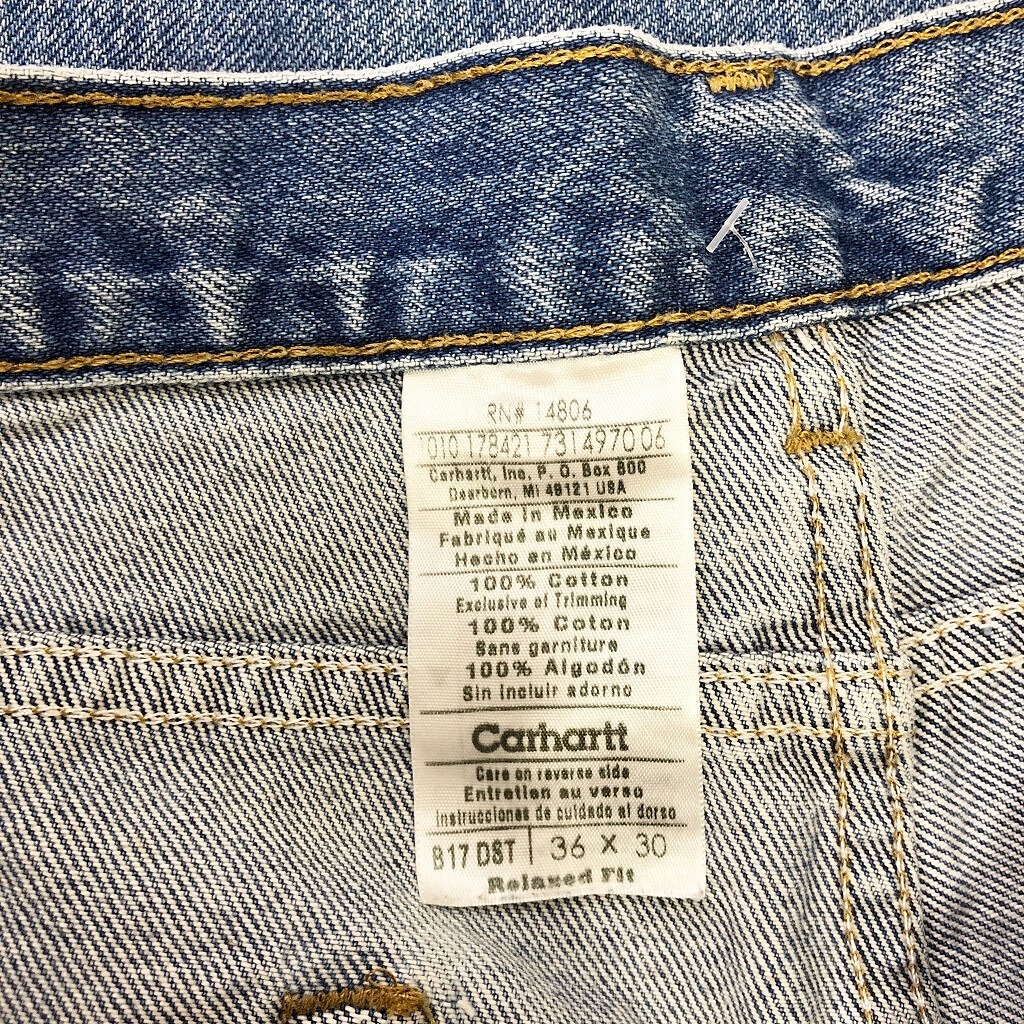 RN# 14806
010 178421 7314970 06
Carhartt, Inc. P. O. Box 600
Dearborn, MI 48121 USA
Made in Mexico
Fabriqué au Mexique
Hecho en México
100% Cotton
Exclusive of Trimming
100% Coton
Sans garniture
100% Algodón
Sin incluir adorno
Carhartt
Care on reverse side
Entretien au verso
Instrucciones de cuidado al dorso
B17 DST 36 X 30
Relaxed Fit